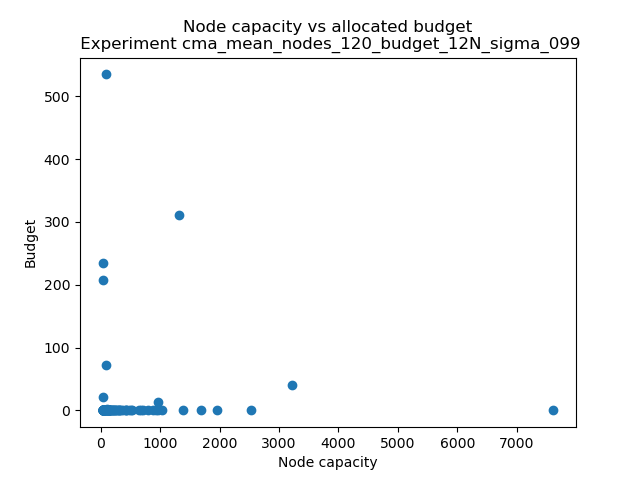 Node capacity vs allocated budget
Experiment cma_mean_nodes_120_budget_12N_sigma_099
500
400
300
200
100
0
Budget
0 1000 2000 3000 4000 5000 6000 7000
Node capacity